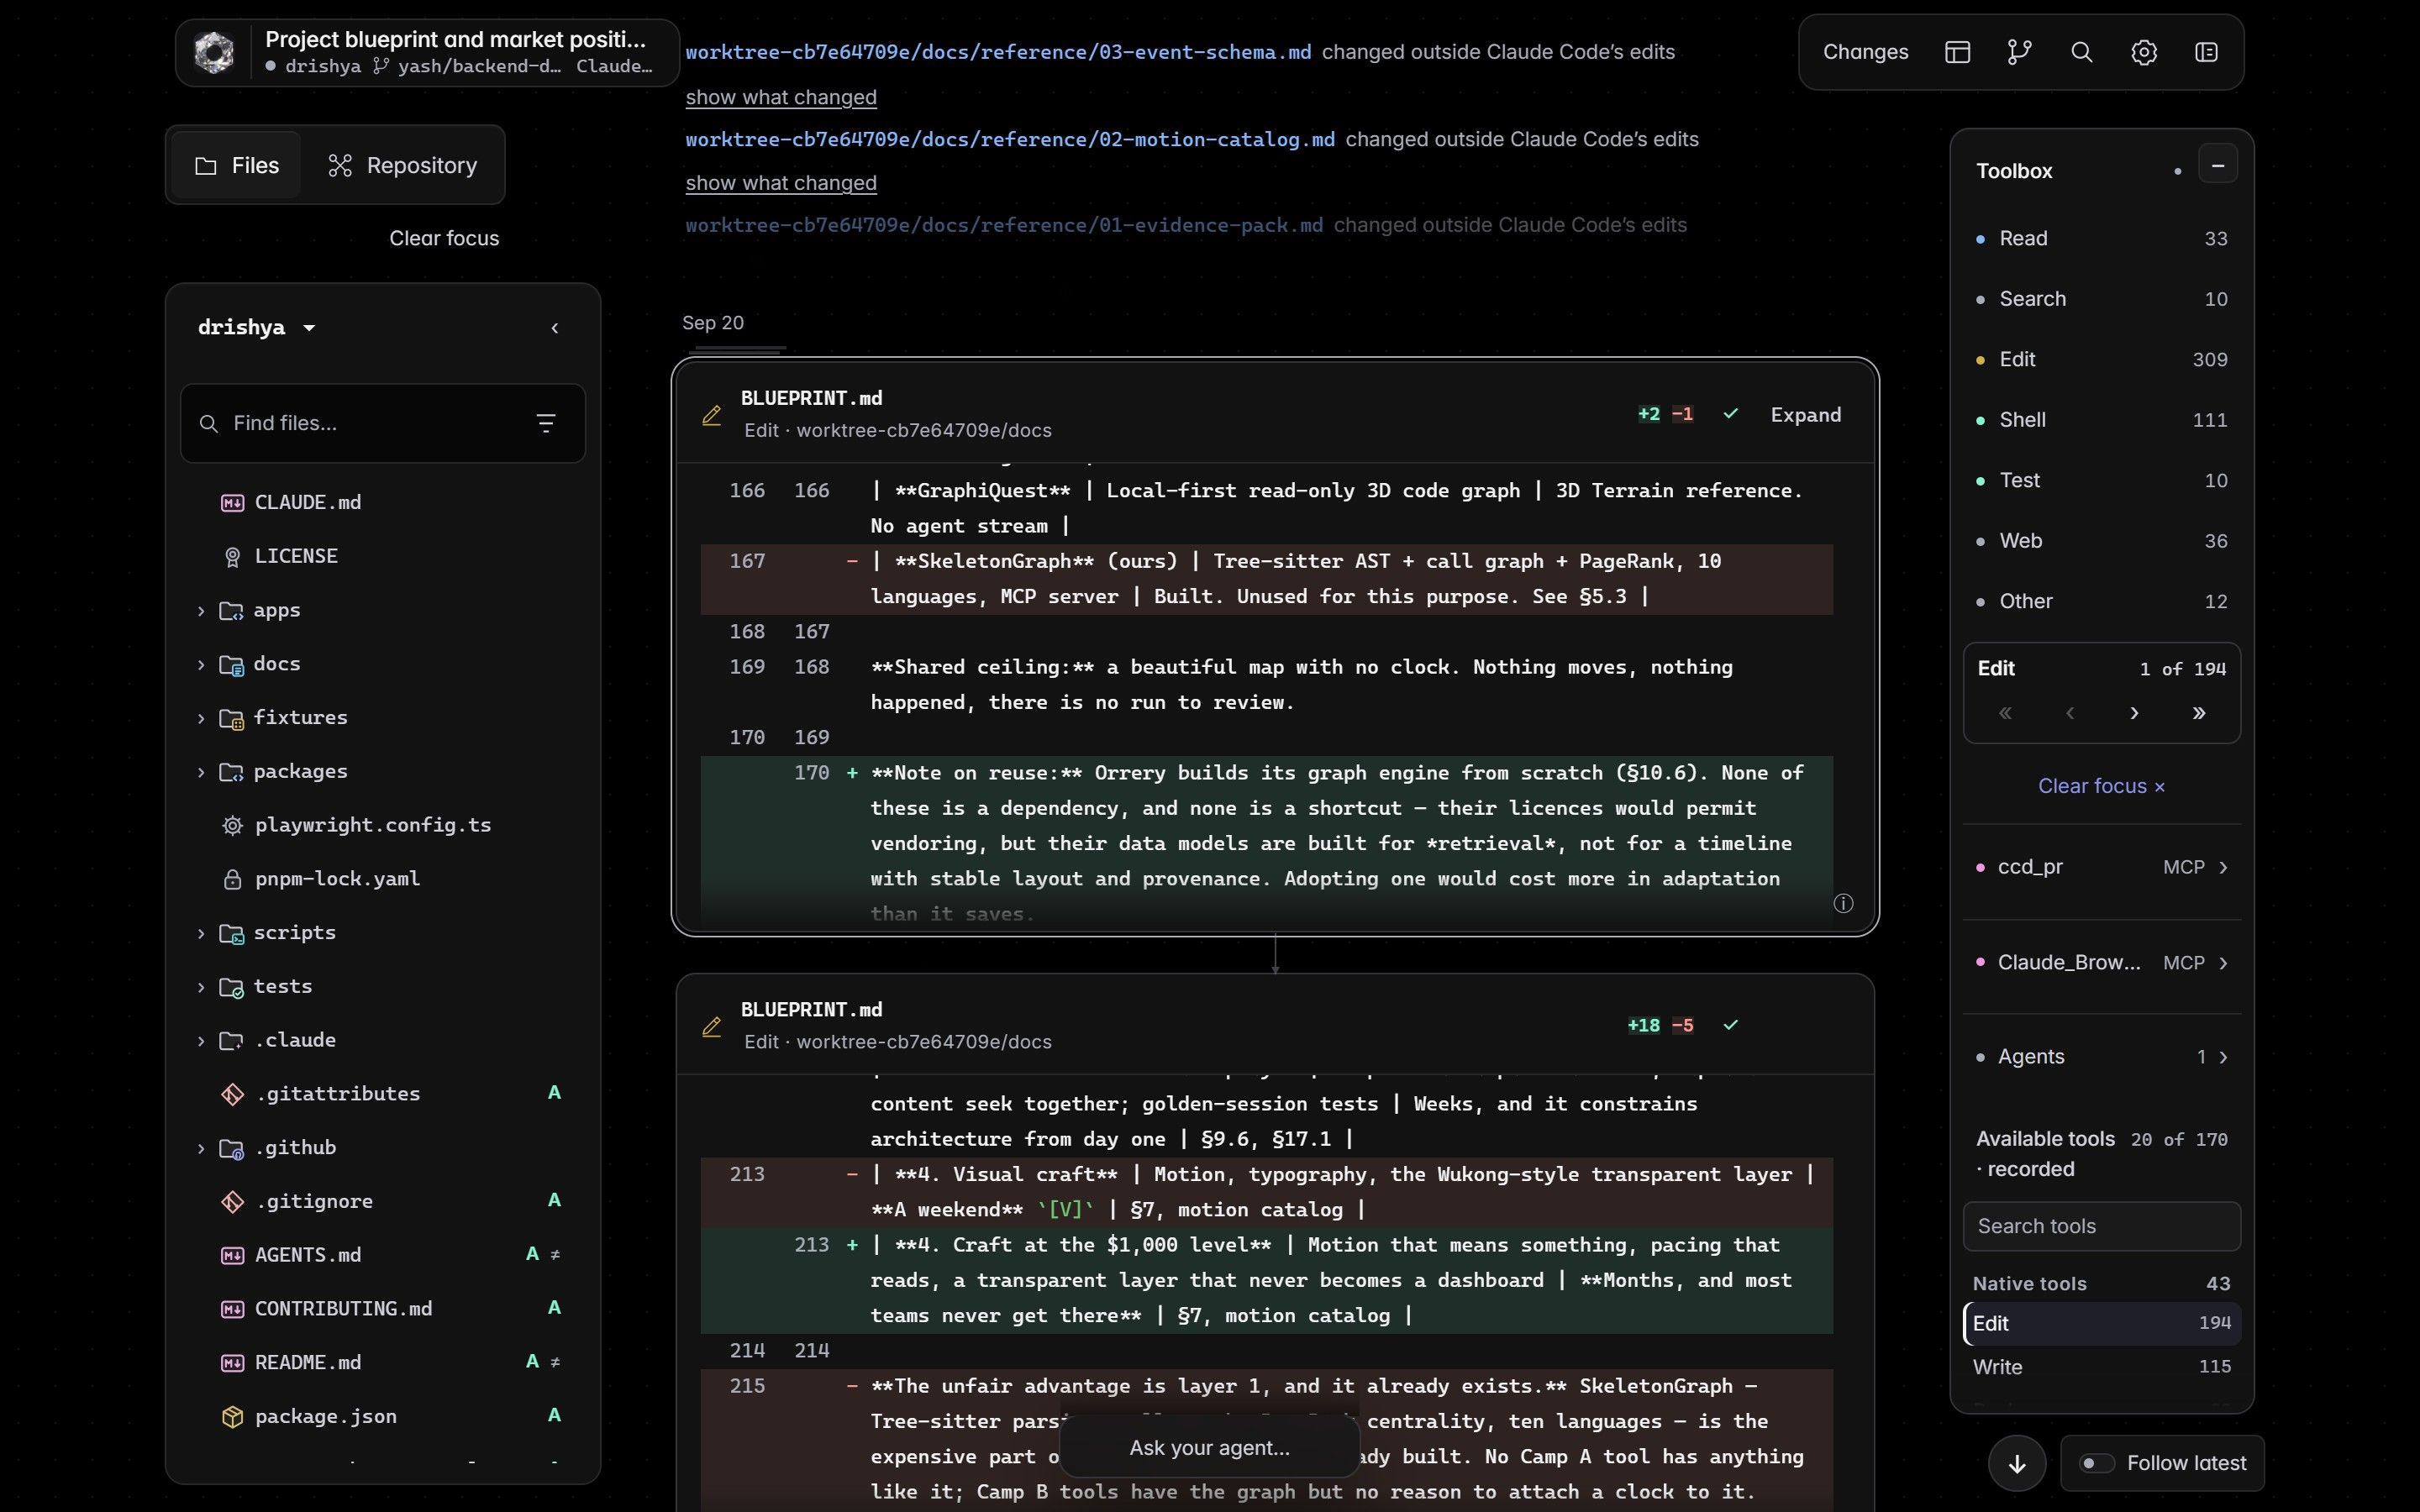 Project blueprint and market positi...
drishya yash/backend-d… Claude…
worktree-cb7e64709e/docs/reference/03-event-schema.md changed outside Claude Code’s edits
show what changed
worktree-cb7e64709e/docs/reference/02-motion-catalog.md changed outside Claude Code’s edits
show what changed
worktree-cb7e64709e/docs/reference/01-evidence-pack.md changed outside Claude Code’s edits
Changes
Files
Repository
Clear focus
drishya
Find files...
CLAUDE.md
LICENSE
apps
docs
fixtures
packages
playwright.config.ts
pnpm-lock.yaml
scripts
tests
.claude
.gitattributes A
.github
.gitignore A
AGENTS.md A ≠
CONTRIBUTING.md A
README.md A ≠
package.json A
Sep 20
BLUEPRINT.md
Edit · worktree-cb7e64709e/docs
+2 −1 Expand
166 166 | **GraphiQuest** | Local-first read-only 3D code graph | 3D Terrain reference.
No agent stream |
167 − | **SkeletonGraph** (ours) | Tree-sitter AST + call graph + PageRank, 10
languages, MCP server | Built. Unused for this purpose. See §5.3 |
168 167
169 168 **Shared ceiling:** a beautiful map with no clock. Nothing moves, nothing
happened, there is no run to review.
170 169
170 + **Note on reuse:** Orrery builds its graph engine from scratch (§10.6). None of
these is a dependency, and none is a shortcut — their licences would permit
vendoring, but their data models are built for *retrieval*, not for a timeline
with stable layout and provenance. Adopting one would cost more in adaptation
than it saves.
BLUEPRINT.md
Edit · worktree-cb7e64709e/docs
+18 −5
content seek together; golden-session tests | Weeks, and it constrains
architecture from day one | §9.6, §17.1 |
213 − | **4. Visual craft** | Motion, typography, the Wukong-style transparent layer |
**A weekend** `[V]` | §7, motion catalog |
213 + | **4. Craft at the $1,000 level** | Motion that means something, pacing that
reads, a transparent layer that never becomes a dashboard | **Months, and most
teams never get there** | §7, motion catalog |
214 214
215 − **The unfair advantage is layer 1, and it already exists.** SkeletonGraph —
Tree-sitter centrality, ten languages — is the
expensive part built. No Camp A tool has anything
like it; Camp B tools have the graph but no reason to attach a clock to it.
Ask your agent...
Toolbox
Read 33
Search 10
Edit 309
Shell 111
Test 10
Web 36
Other 12
Edit 1 of 194
« ‹ › »
Clear focus ×
ccd_pr MCP
Claude_Brow... MCP
Agents 1
Available tools 20 of 170
· recorded
Search tools
Native tools 43
Edit 194
Write 115
Follow latest